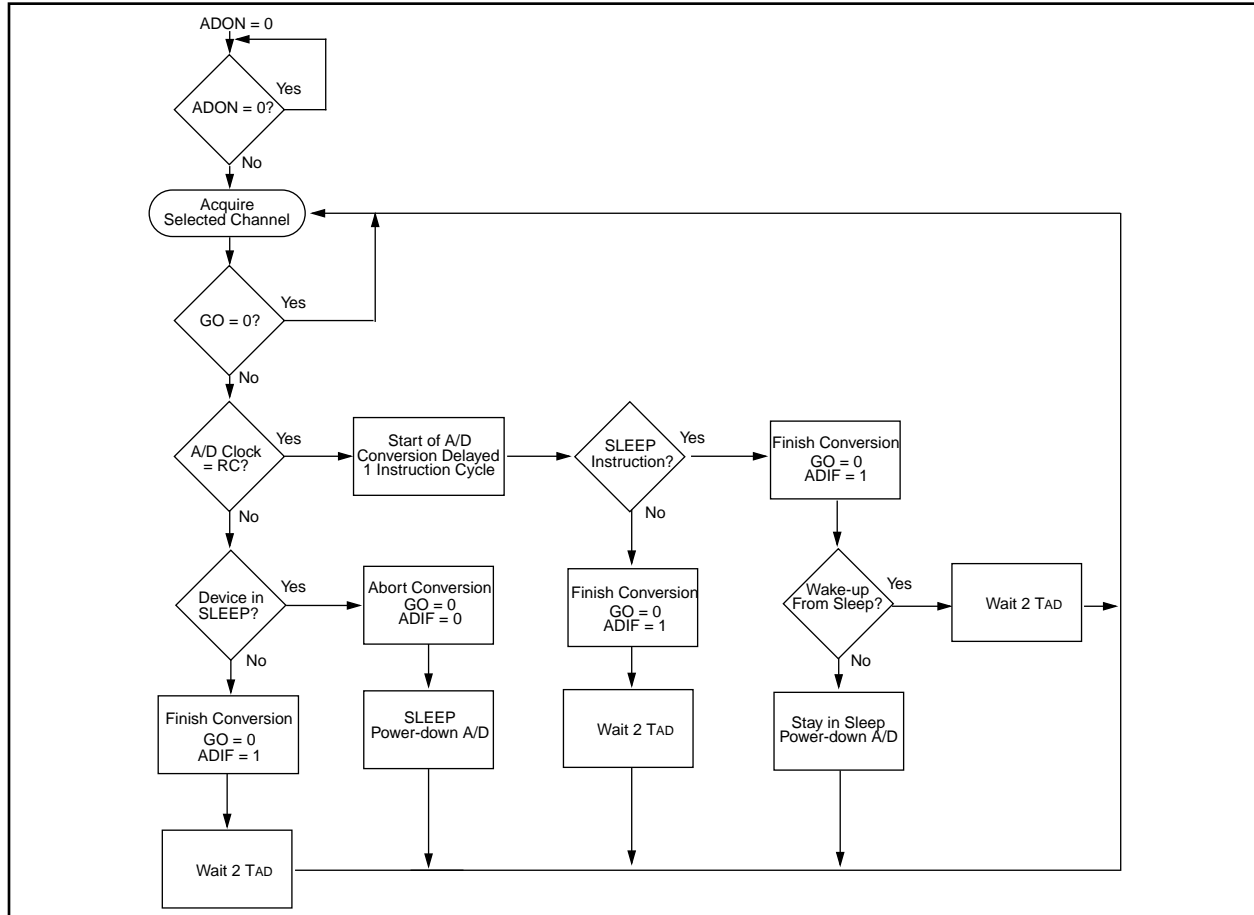 ADON = 0
Yes
ADON = 0?
No
Acquire
Selected Channel
Yes
GO = 0?
No
A/D Clock
= RC?
Yes
Start of A/D
Conversion Delayed
1 Instruction Cycle
SLEEP
Instruction?
Yes
Finish Conversion
GO = 0
ADIF = 1
No
No
Device in
SLEEP?
Yes
Abort Conversion
GO = 0
ADIF = 0
Finish Conversion
GO = 0
ADIF = 1
Wake-up
From Sleep?
Yes
Wait 2 TAD
No
No
Finish Conversion
GO = 0
ADIF = 1
SLEEP
Power-down A/D
Wait 2 TAD
Stay in Sleep
Power-down A/D
Wait 2 TAD